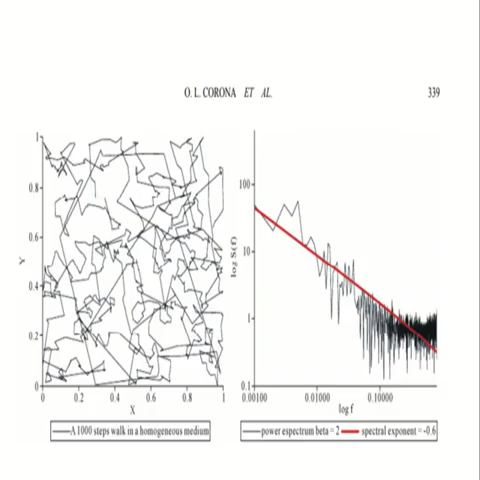 O. L. CORONA ET AL. 339
1
0.8
0.6
0.4
0.2
0
Y
0 0.2 0.4 0.6 0.8 1
X
A 1000 steps walk in a homogeneous medium
100
10
1
0.1
log S(f)
0.00100 0.01000 0.10000
log f
power espectrum beta = 2 spectral exponent = -0.6